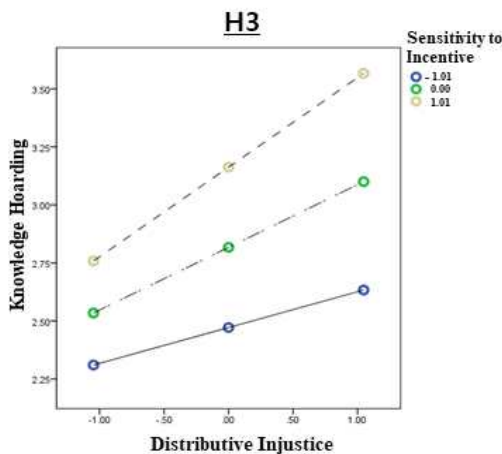 H3
Sensitivity to
Incentive
- 1.01
0.00
1.01
Knowledge Hoarding
3.50
3.25
3.00
2.75
2.50
2.25
-1.00
-.50
.00
.50
1.00
Distributive Injustice